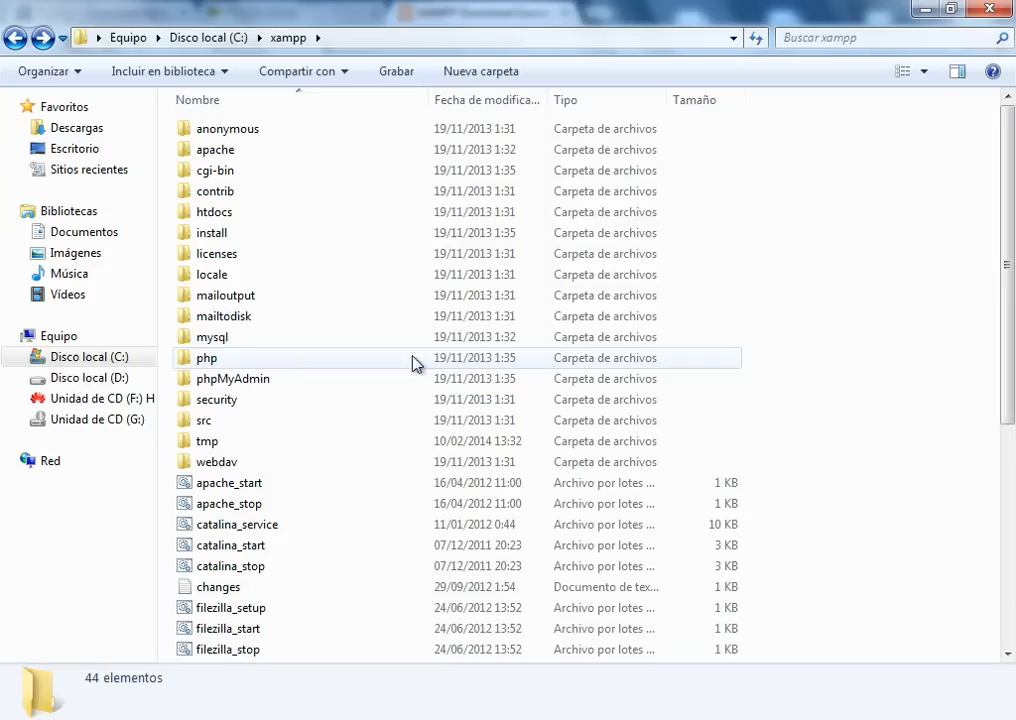 Equipo Disco local (C:) xampp Buscar xampp
Organizar Incluir en biblioteca Compartir con Grabar Nueva carpeta
Nombre Fecha de modifica... Tipo Tamaño
Favoritos
Descargas
Escritorio
Sitios recientes
Bibliotecas
Documentos
Imágenes
Música
Vídeos
Equipo
Disco local (C:)
Disco local (D:)
Unidad de CD (F:) H
Unidad de CD (G:)
Red
anonymous 19/11/2013 1:31 Carpeta de archivos
apache 19/11/2013 1:32 Carpeta de archivos
cgi-bin 19/11/2013 1:35 Carpeta de archivos
contrib 19/11/2013 1:31 Carpeta de archivos
htdocs 19/11/2013 1:31 Carpeta de archivos
install 19/11/2013 1:35 Carpeta de archivos
licenses 19/11/2013 1:31 Carpeta de archivos
locale 19/11/2013 1:31 Carpeta de archivos
mailoutput 19/11/2013 1:31 Carpeta de archivos
mailtodisk 19/11/2013 1:31 Carpeta de archivos
mysql 19/11/2013 1:32 Carpeta de archivos
php 19/11/2013 1:35 Carpeta de archivos
phpMyAdmin 19/11/2013 1:35 Carpeta de archivos
security 19/11/2013 1:31 Carpeta de archivos
src 19/11/2013 1:31 Carpeta de archivos
tmp 10/02/2014 13:32 Carpeta de archivos
webdav 19/11/2013 1:31 Carpeta de archivos
apache_start 16/04/2012 11:00 Archivo por lotes ... 1 KB
apache_stop 16/04/2012 11:00 Archivo por lotes ... 1 KB
catalina_service 11/01/2012 0:44 Archivo por lotes ... 10 KB
catalina_start 07/12/2011 20:23 Archivo por lotes ... 3 KB
catalina_stop 07/12/2011 20:23 Archivo por lotes ... 3 KB
changes 29/09/2012 1:54 Documento de tex... 1 KB
filezilla_setup 24/06/2012 13:52 Archivo por lotes ... 1 KB
filezilla_start 24/06/2012 13:52 Archivo por lotes ... 1 KB
filezilla_stop 24/06/2012 13:52 Archivo por lotes ... 1 KB
44 elementos